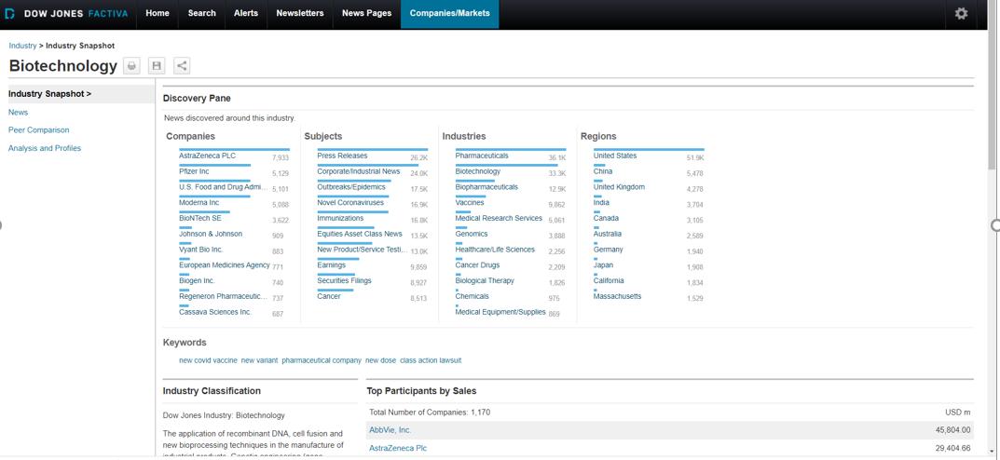 DOW JONES FACTIVA Home Search Alerts Newsletters News Pages Companies/Markets
Industry > Industry Snapshot
Biotechnology
Industry Snapshot >
News
Peer Comparison
Analysis and Profiles
Discovery Pane
News discovered around this industry.
Companies
AstraZeneca PLC 7,933
Pfizer Inc 5,129
U.S. Food and Drug Admi... 5,101
Moderna Inc 5,088
BioNTech SE 3,622
Johnson & Johnson 909
Vyant Bio Inc. 883
European Medicines Agency 771
Biogen Inc. 740
Regeneron Pharmaceutic... 737
Cassava Sciences Inc. 687
Subjects
Press Releases 26.2K
Corporate/Industrial News 24.0K
Outbreaks/Epidemics 17.5K
Novel Coronaviruses 16.9K
Immunizations 16.8K
Equities Asset Class News 13.5K
New Product/Service Testi... 13.0K
Earnings 9,859
Securities Filings 8,927
Cancer 8,513
Industries
Pharmaceuticals 36.1K
Biotechnology 33.3K
Biopharmaceuticals 12.9K
Vaccines 9,862
Medical Research Services 5,061
Genomics 3,888
Healthcare/Life Sciences 2,256
Cancer Drugs 2,209
Biological Therapy 1,826
Chemicals 975
Medical Equipment/Supplies 869
Regions
United States 51.9K
China 5,478
United Kingdom 4,278
India 3,704
Canada 3,105
Australia 2,589
Germany 1,940
Japan 1,908
California 1,834
Massachusetts 1,529
Keywords
new covid vaccine new variant pharmaceutical company new dose class action lawsuit
Industry Classification
Dow Jones Industry: Biotechnology
The application of recombinant DNA, cell fusion and
new bioprocessing techniques in the manufacture of
industrial products. Genetic engineering (gene
Top Participants by Sales
Total Number of Companies: 1,170 USD m
AbbVie, Inc. 45,804.00
AstraZeneca Plc 29,404.66